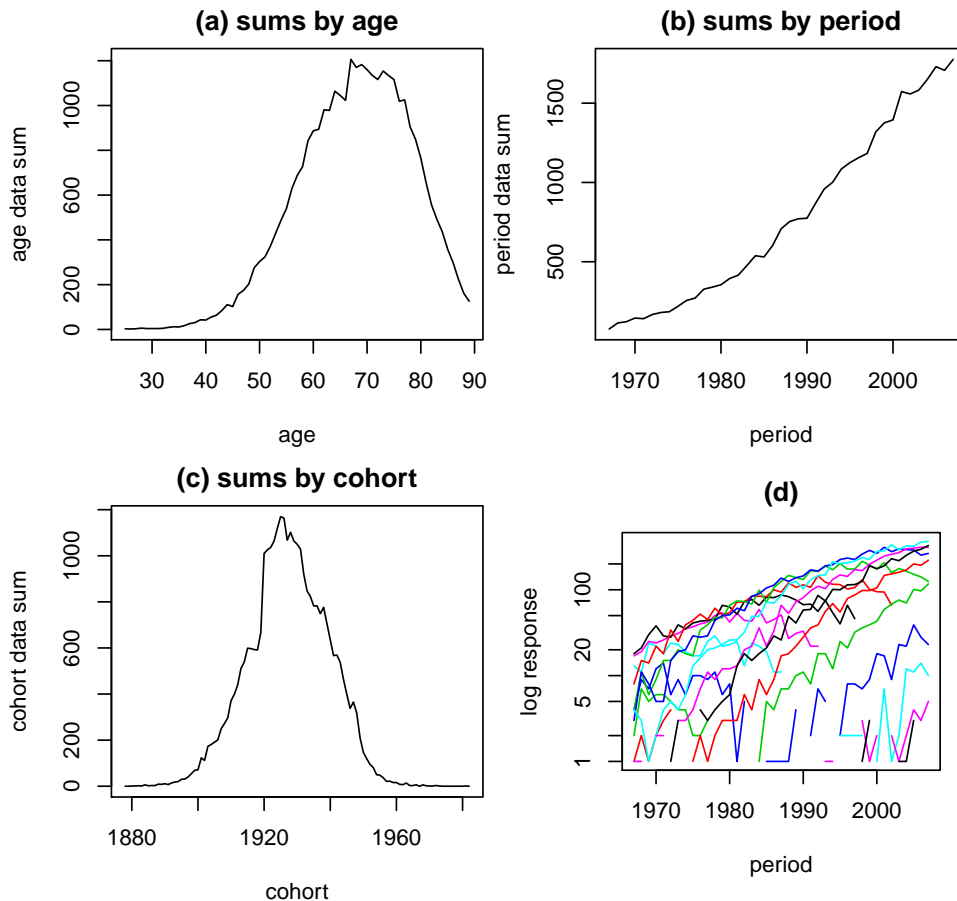 (a) sums by age
age data sum
0
200
600
1000
30 40 50 60 70 80 90
age
(b) sums by period
period data sum
500
1000
1500
1970 1980 1990 2000
period
(c) sums by cohort
cohort data sum
0
200
600
1000
1880 1920 1960
cohort
(d)
log response
1
5
20
100
1970 1980 1990 2000
period